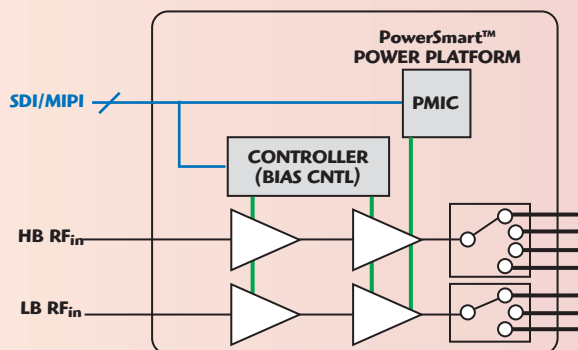 PowerSmart™
POWER PLATFORM
SDI/MIPI
PMIC
CONTROLLER
(BIAS CNTL)
HB RFin
LB RFin